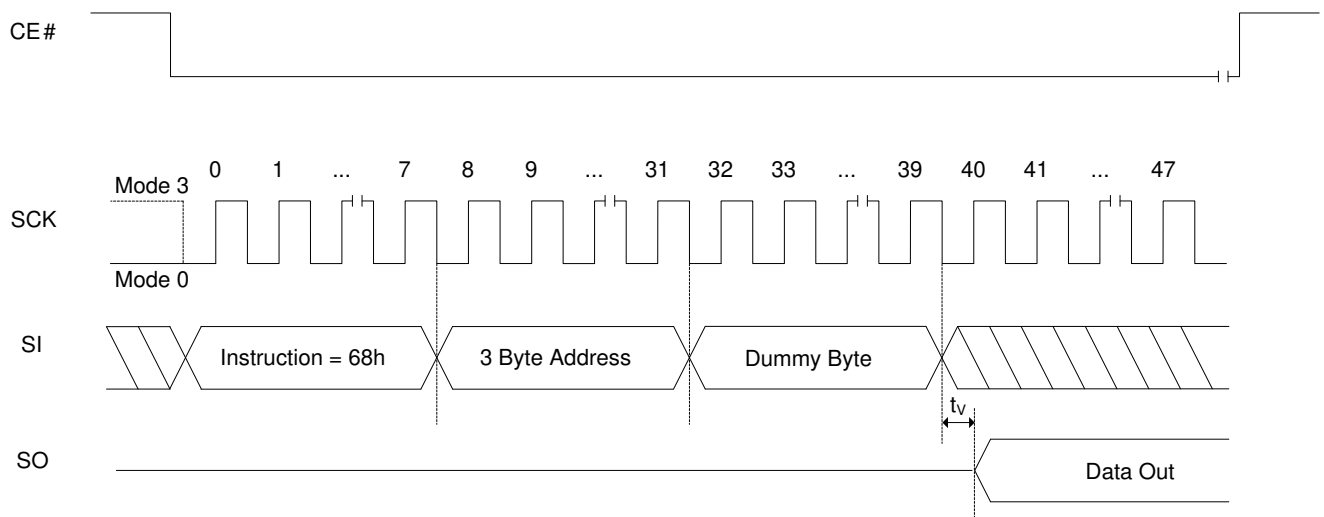 CE#
0 1 ... 7 8 9 ... 31 32 33 ... 39 40 41 ... 47
Mode 3
SCK
Mode 0
SI
Instruction = 68h
3 Byte Address
Dummy Byte
tV
SO
Data Out